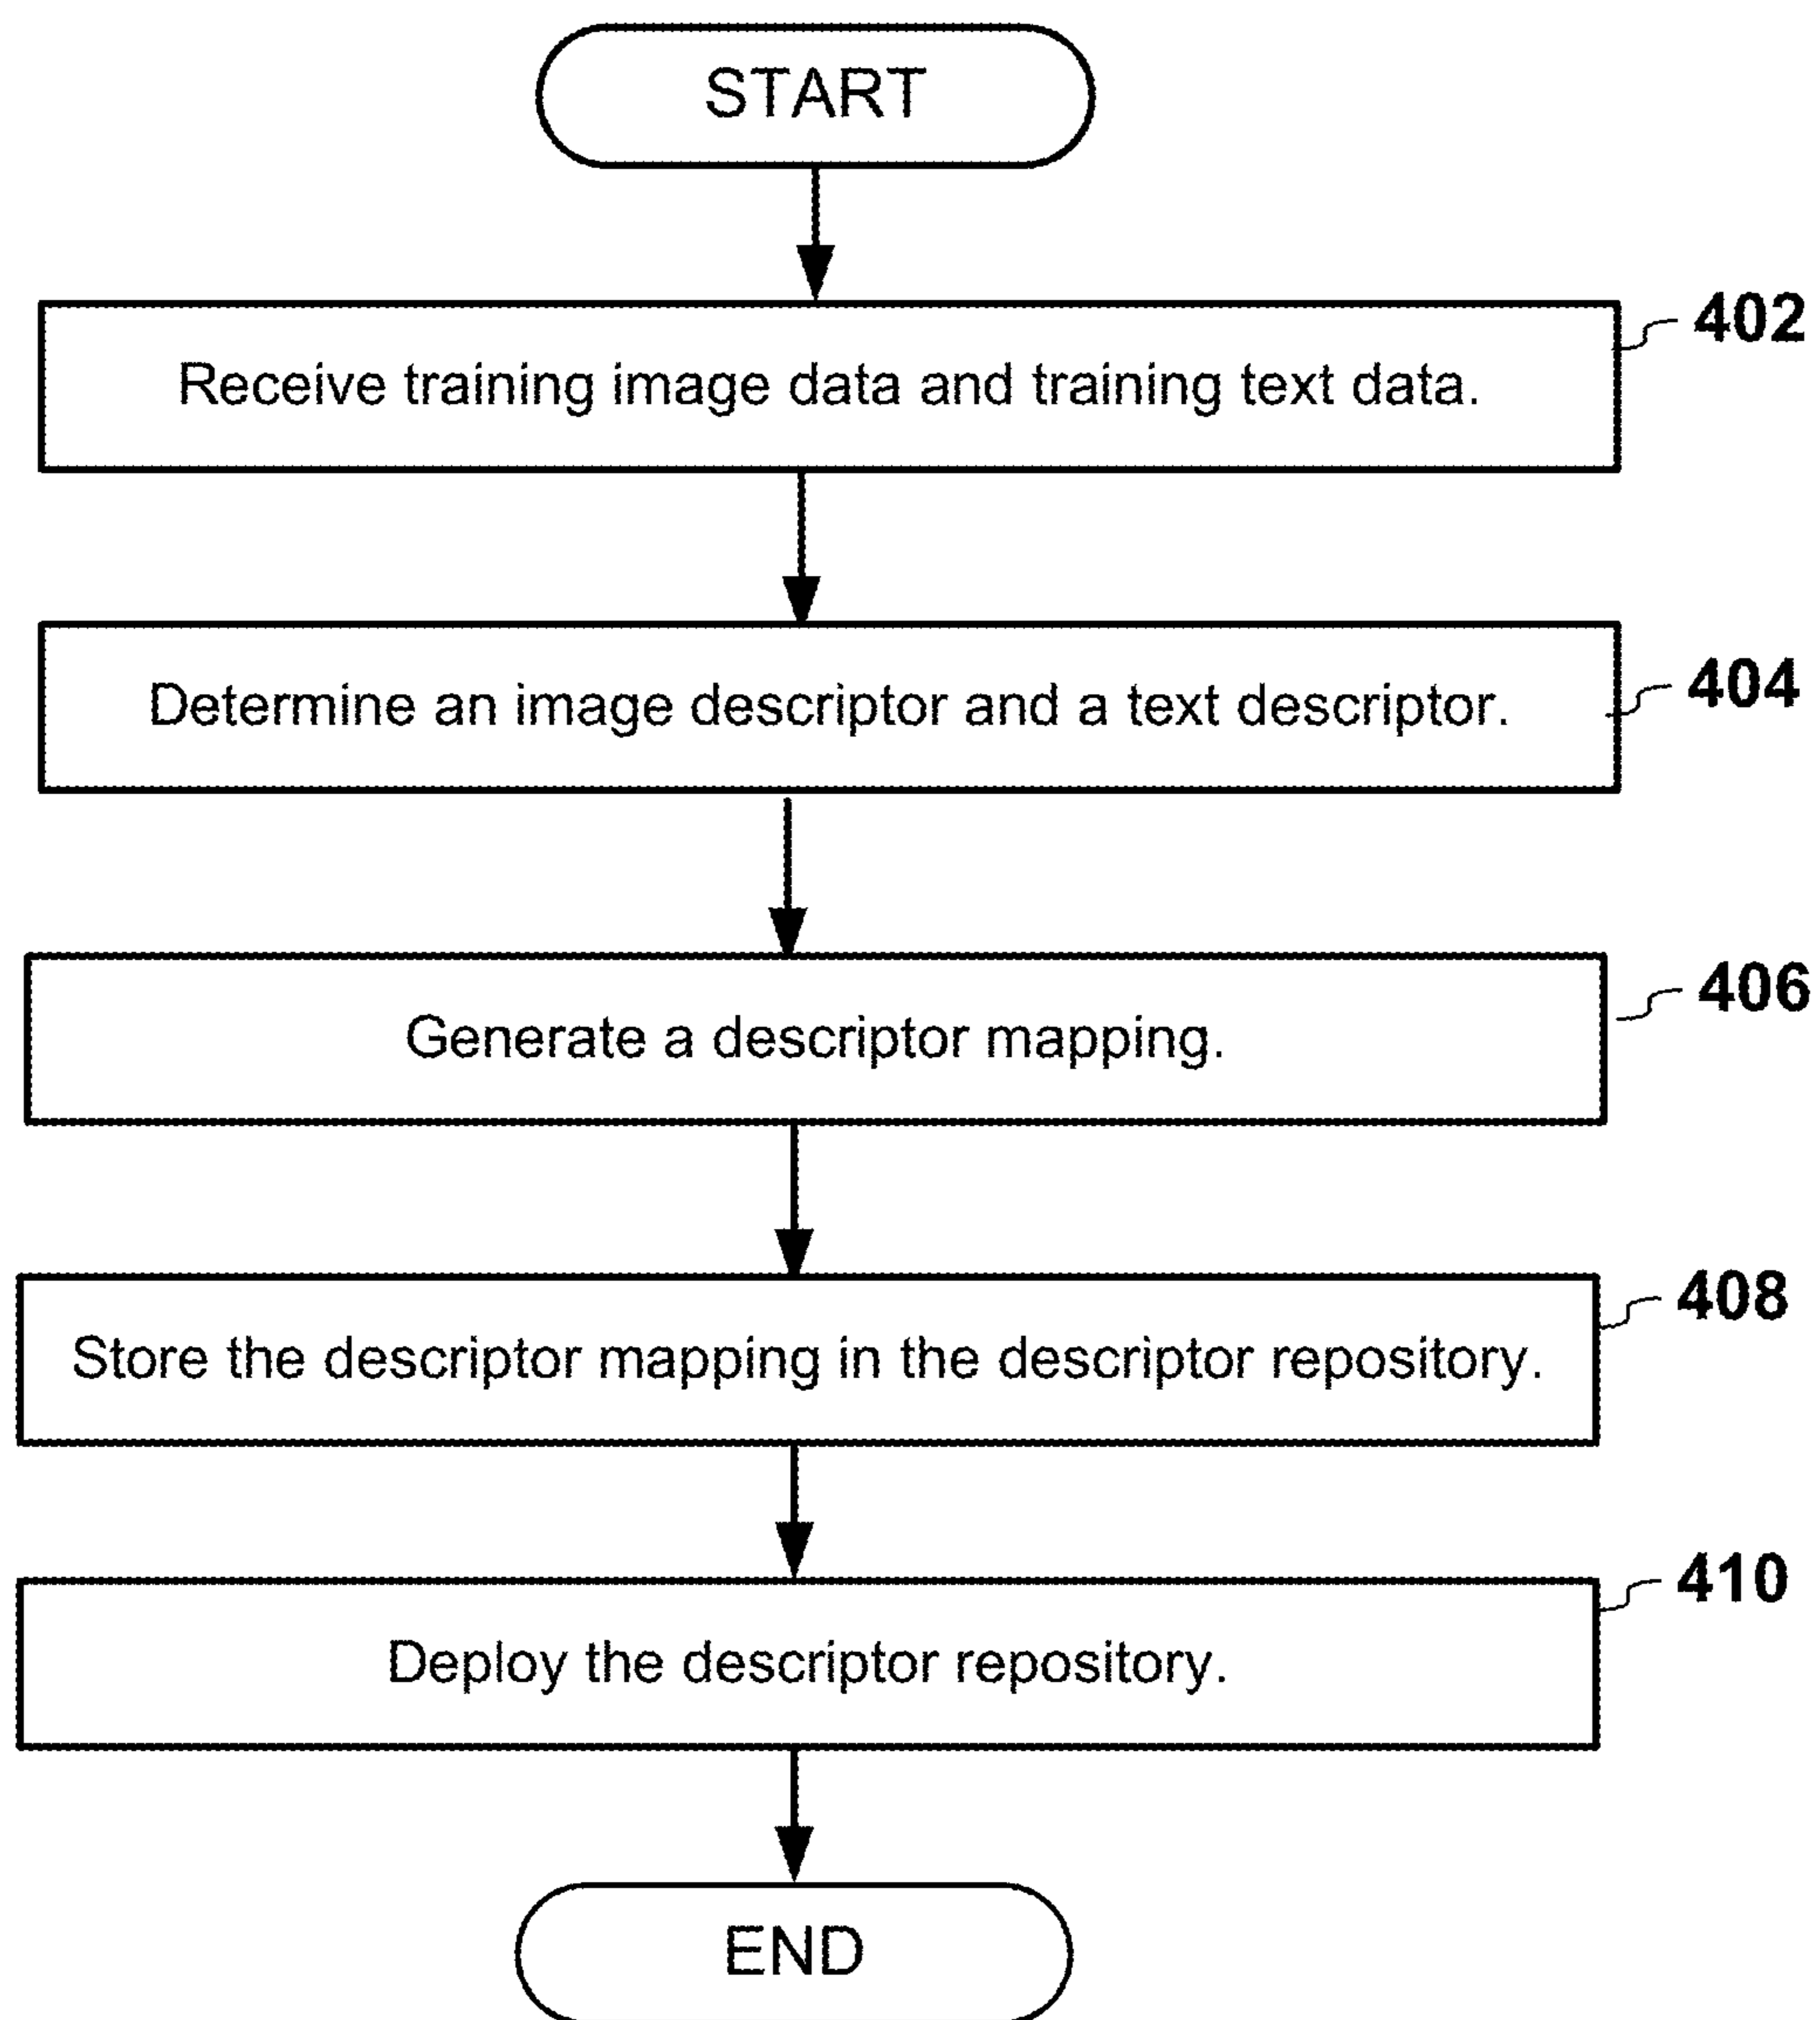 START
402
Receive training image data and training text data.
404
Determine an image descriptor and a text descriptor.
406
Generate a descriptor mapping.
408
Store the descriptor mapping in the descriptor repository.
410
Deploy the descriptor repository.
END